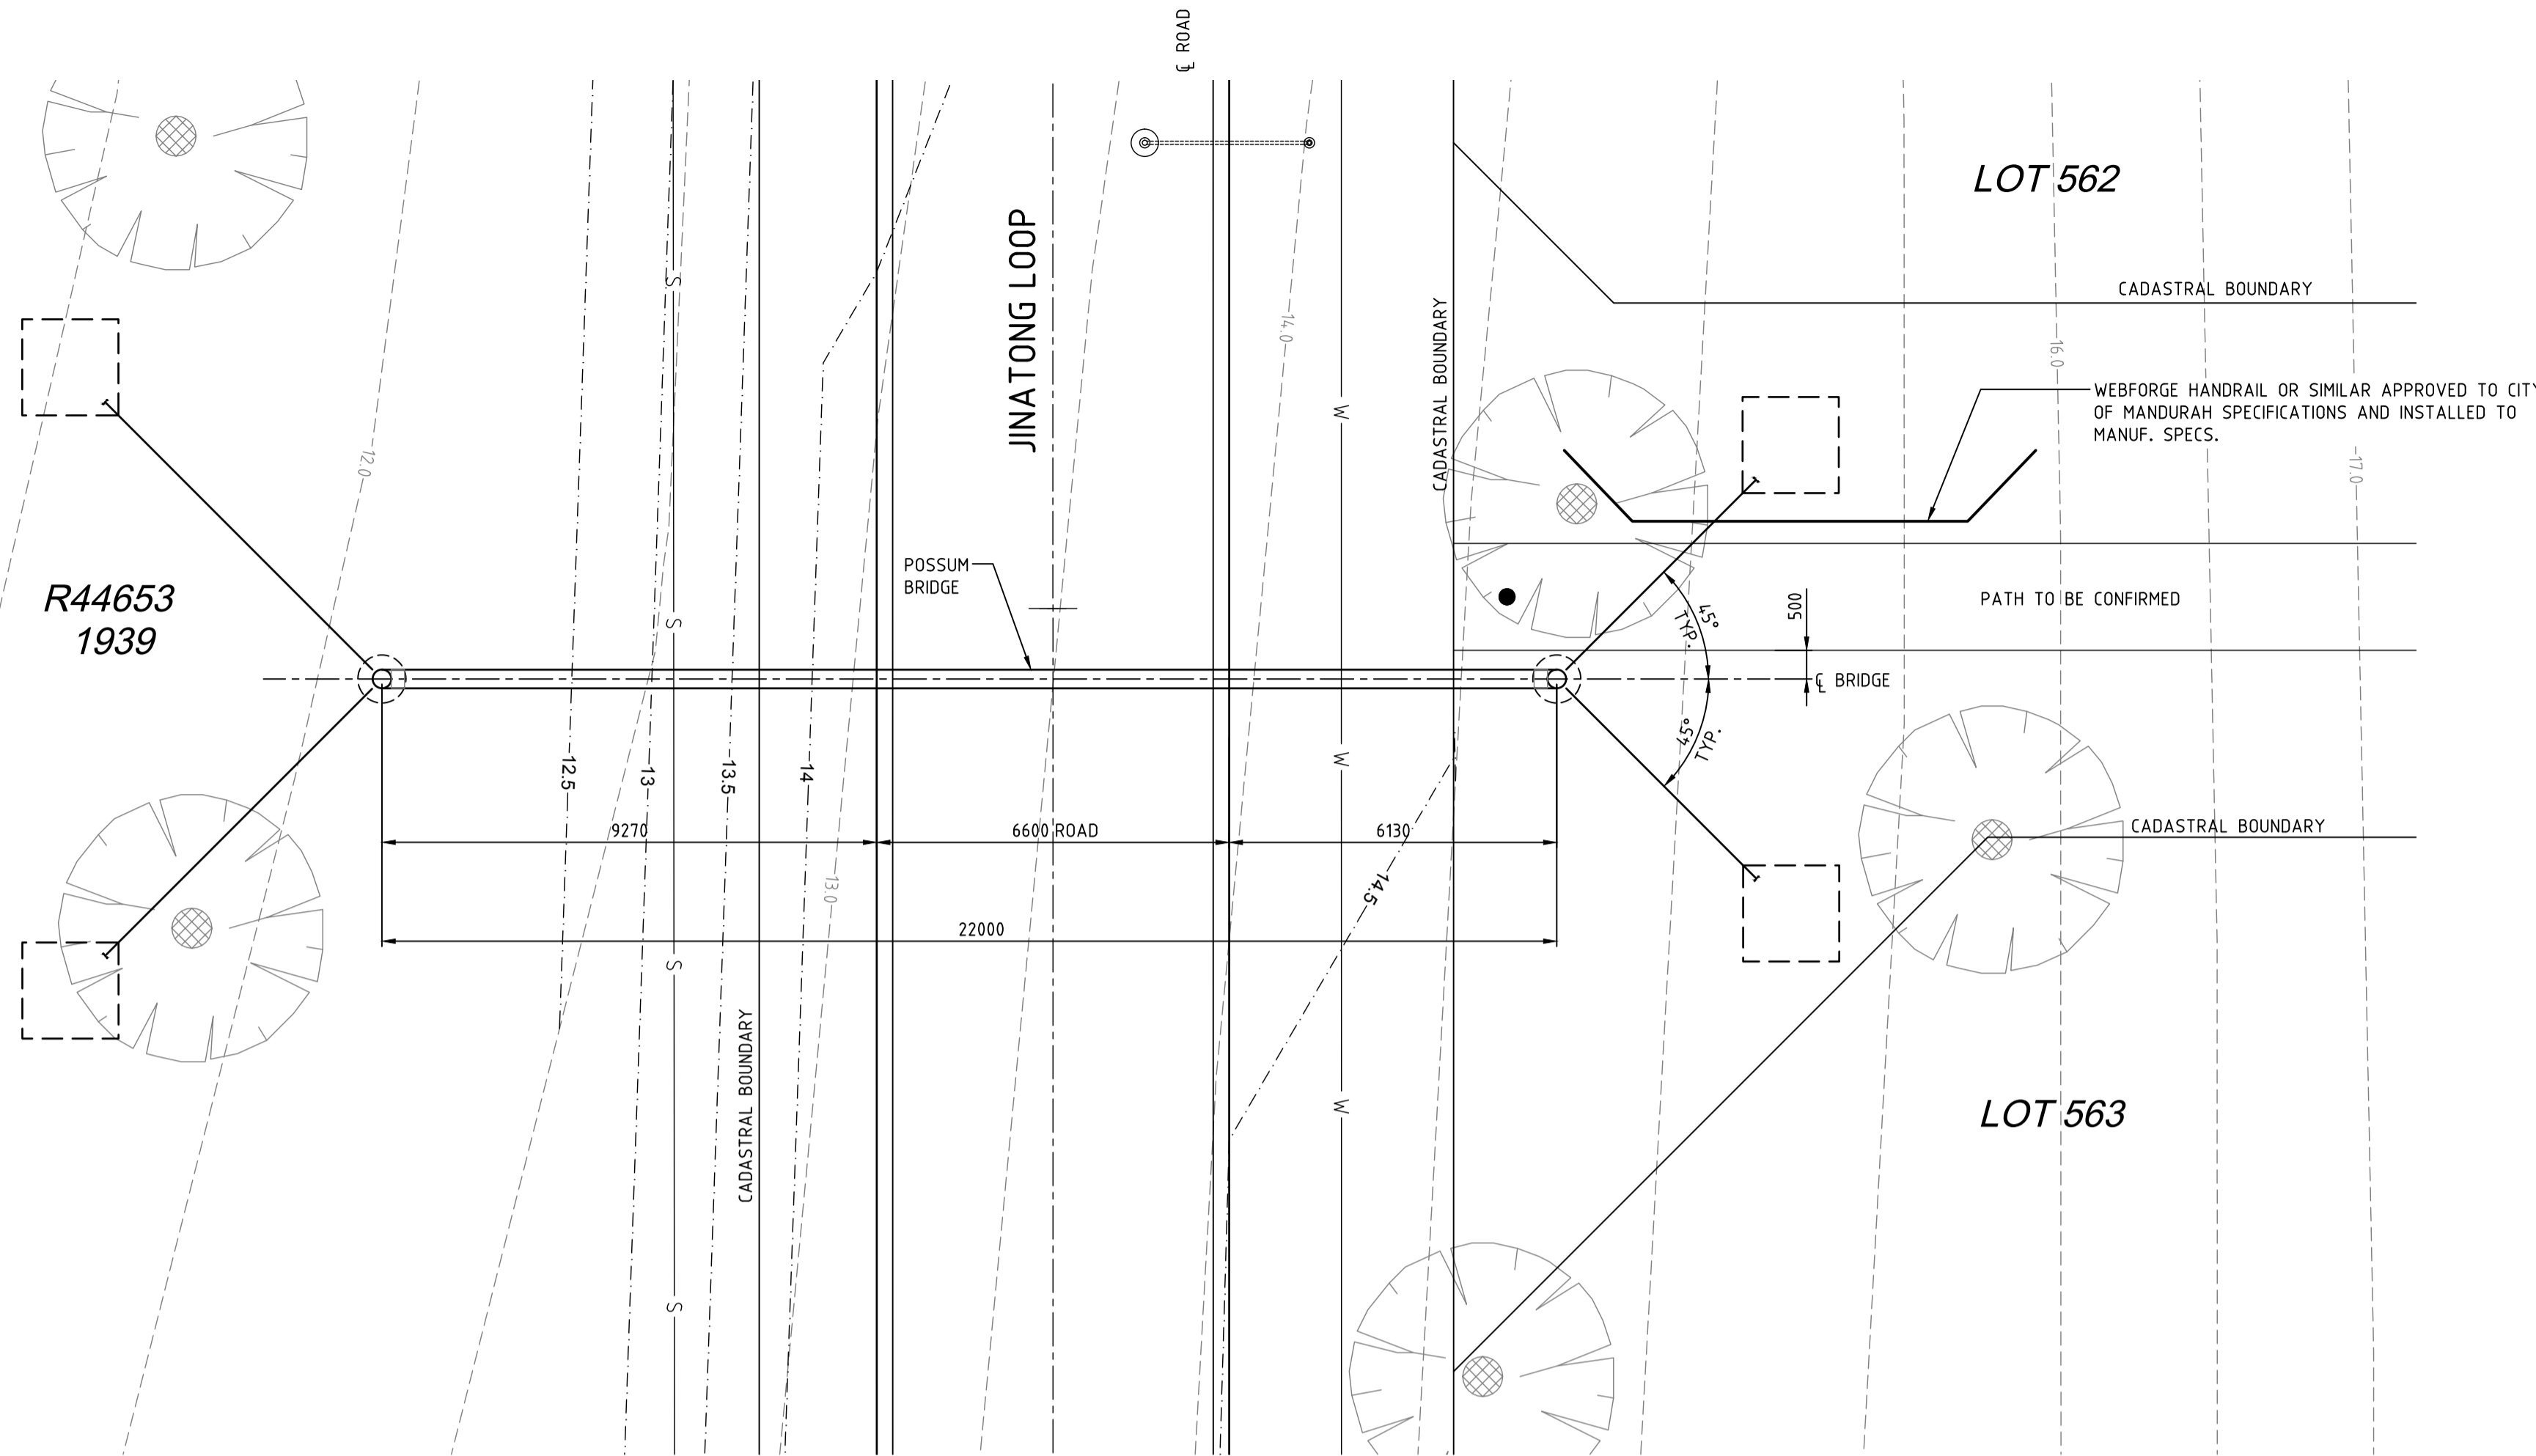 ℄ ROAD
LOT 562
JINATONG LOOP
CADASTRAL BOUNDARY
CADASTRAL BOUNDARY
S
14.0
16.0
W
WEBFORGE HANDRAIL OR SIMILAR APPROVED TO CITY
OF MANDURAH SPECIFICATIONS AND INSTALLED TO
MANUF. SPECS.
12.0
17.0
POSSUM
BRIDGE
R44653
1939
S
500
PATH TO BE CONFIRMED
45°
TYP.
℄ BRIDGE
45°
TYP.
12.5
13
13.5
14
W
9270
6600 ROAD
6130
CADASTRAL BOUNDARY
13.0
14.5
22000
S
CADASTRAL BOUNDARY
W
LOT 563
S